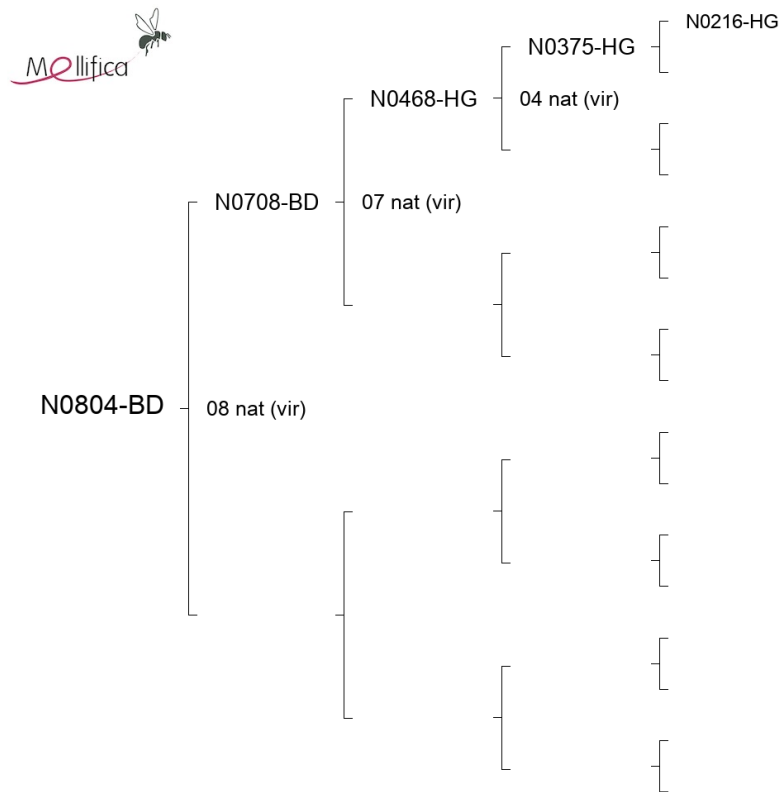 Mellifica
N0216-HG
N0375-HG
N0468-HG
04 nat (vir)
N0708-BD
07 nat (vir)
N0804-BD
08 nat (vir)